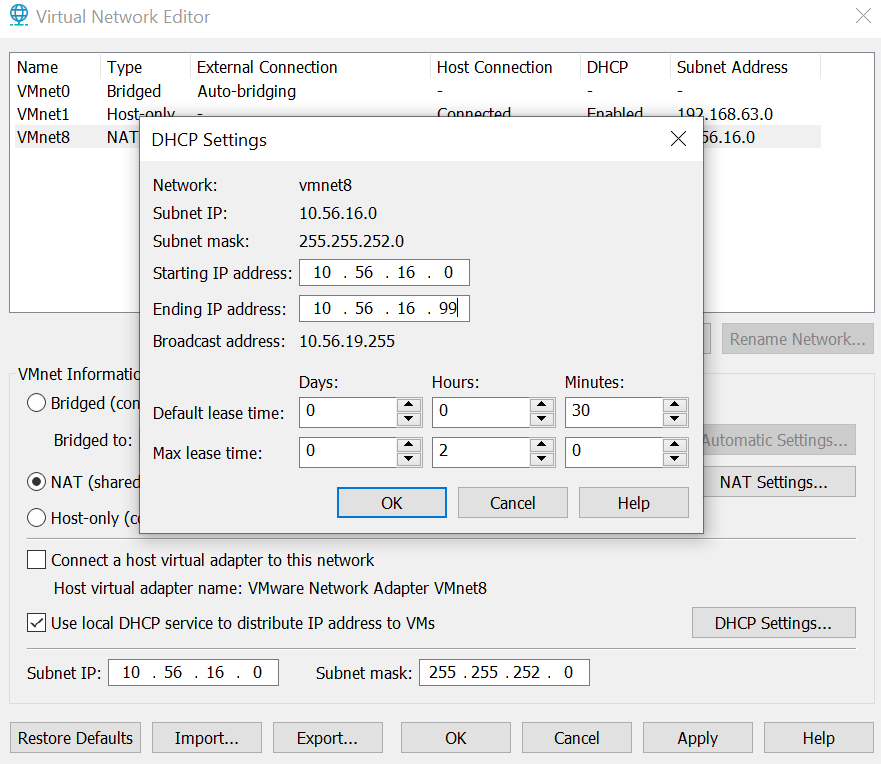 Virtual Network Editor
Name Type External Connection Host Connection DHCP Subnet Address
VMnet0 Bridged Auto-bridging - - -
VMnet1 Host-only - Connected Enabled 192.168.63.0
VMnet8 NAT 56.16.0
DHCP Settings
Network: vmnet8
Subnet IP: 10.56.16.0
Subnet mask: 255.255.252.0
Starting IP address: 10 . 56 . 16 . 0
Ending IP address: 10 . 56 . 16 . 99
Broadcast address: 10.56.19.255
Rename Network...
Days: Hours: Minutes:
Default lease time: 0 0 30
Max lease time: 0 2 0
OK Cancel Help
VMnet
Bridged
Bridged to:
Automatic Settings...
NAT (shared
NAT Settings...
Host-only
Connect a host virtual adapter to this network
Host virtual adapter name: VMware Network Adapter VMnet8
Use local DHCP service to distribute IP address to VMs
DHCP Settings...
Subnet IP: 10 . 56 . 16 . 0 Subnet mask: 255 . 255 . 252 . 0
Restore Defaults Import... Export... OK Cancel Apply Help